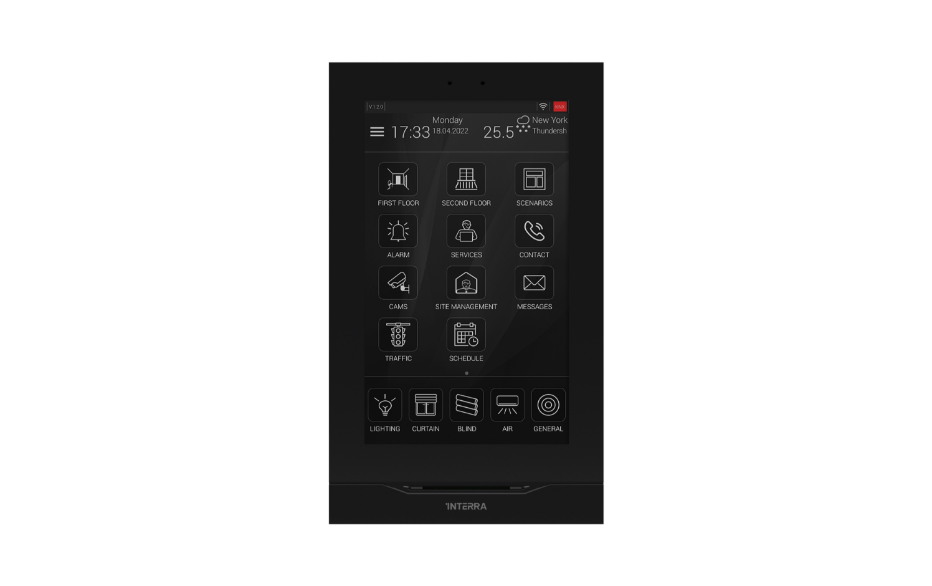 V120
Monday
17:33 18.04.2022 25.5 New York
Thundersh
FIRST FLOOR SECOND FLOOR SCENARIOS
ALARM SERVICES CONTACT
CAMS SITE MANAGEMENT MESSAGES
TRAFFIC SCHEDULE
LIGHTING CURTAIN BLIND AIR GENERAL
INTERRA